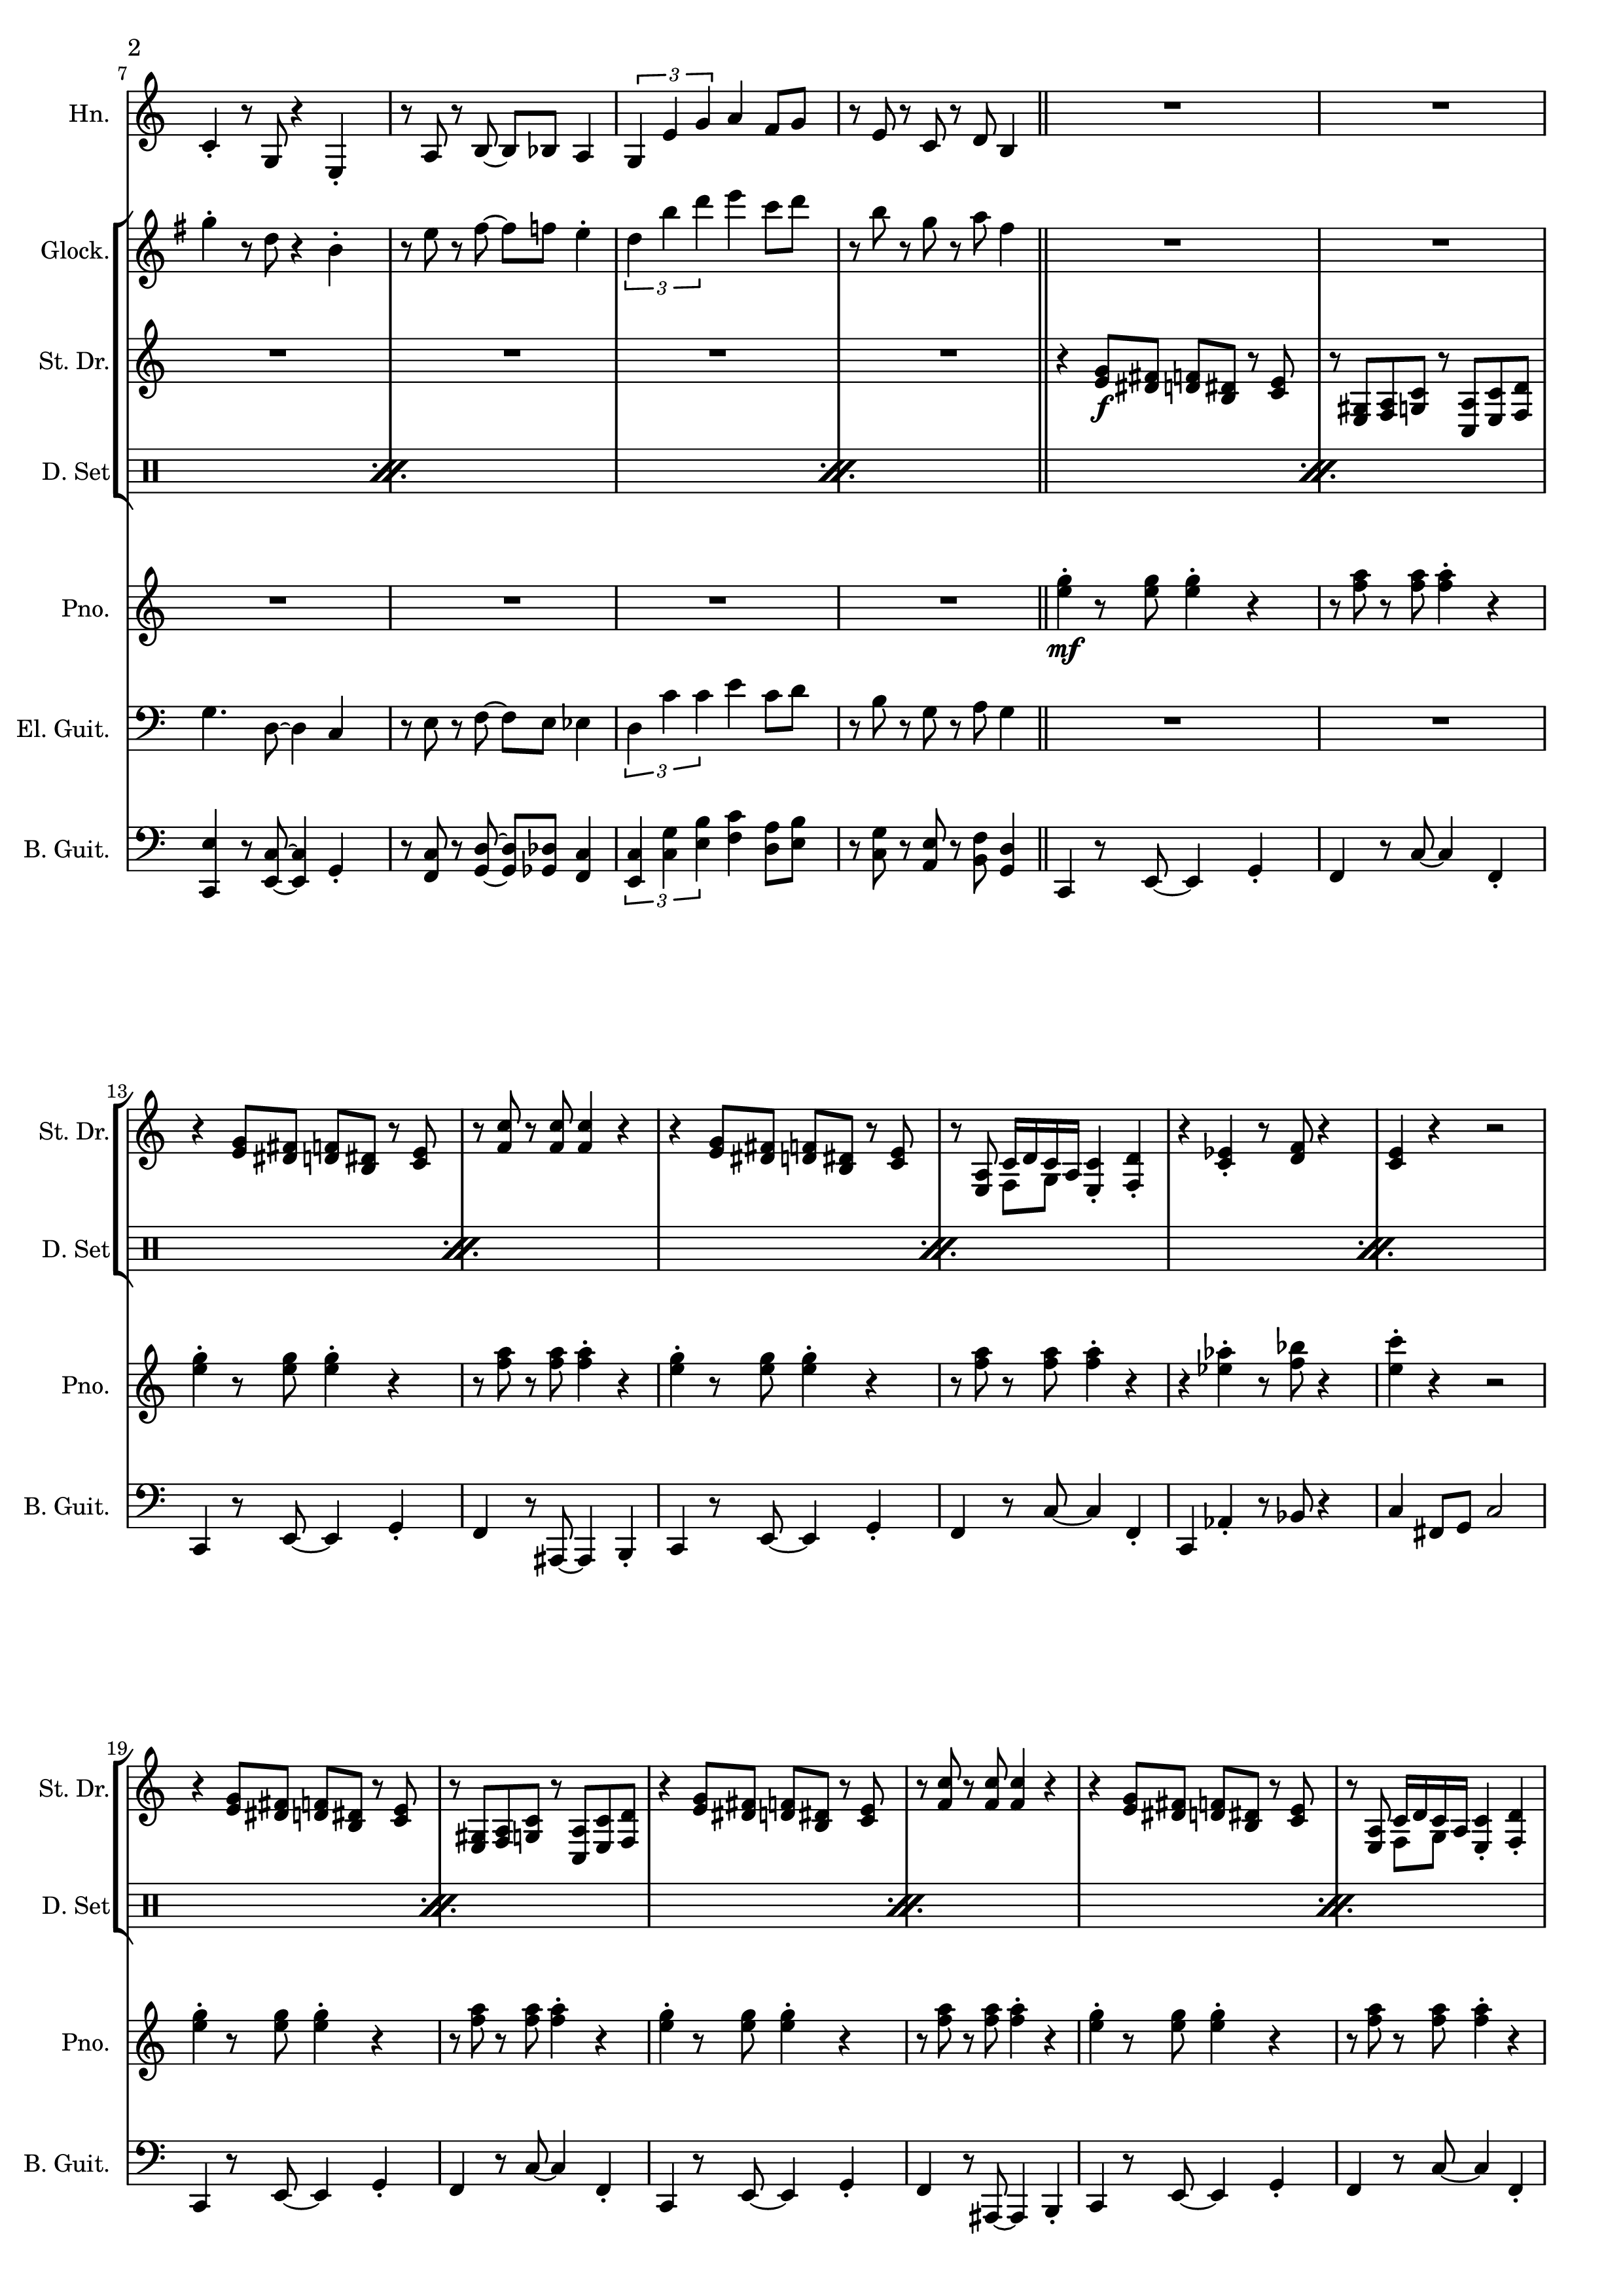 2
7
Hn.
3
Glock.
3
St. Dr.
f
D. Set
Pno.
mf
El. Guit.
3
B. Guit.
3
13
St. Dr.
D. Set
Pno.
B. Guit.
19
St. Dr.
D. Set
Pno.
B. Guit.